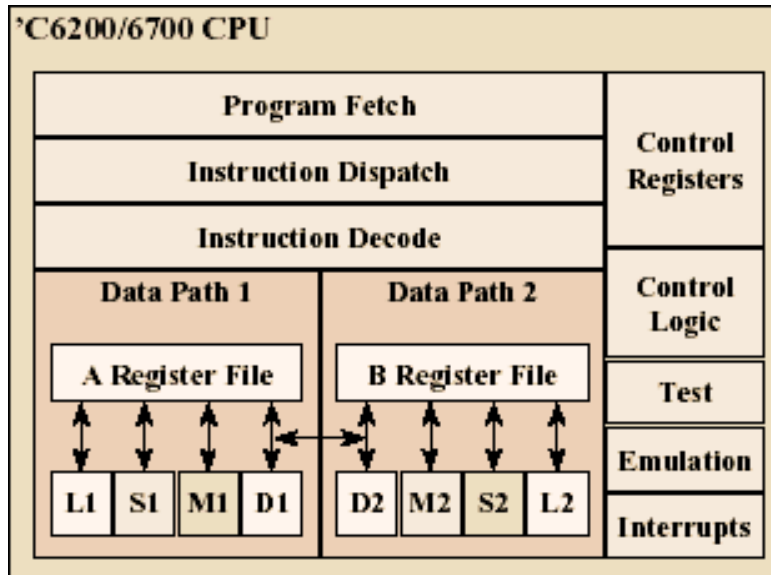 ’C6200/6700 CPU
Program Fetch
Instruction Dispatch
Instruction Decode
Control
Registers
Control
Logic
Test
Emulation
Interrupts
Data Path 1
A Register File
L1 S1 M1 D1
Data Path 2
B Register File
D2 M2 S2 L2